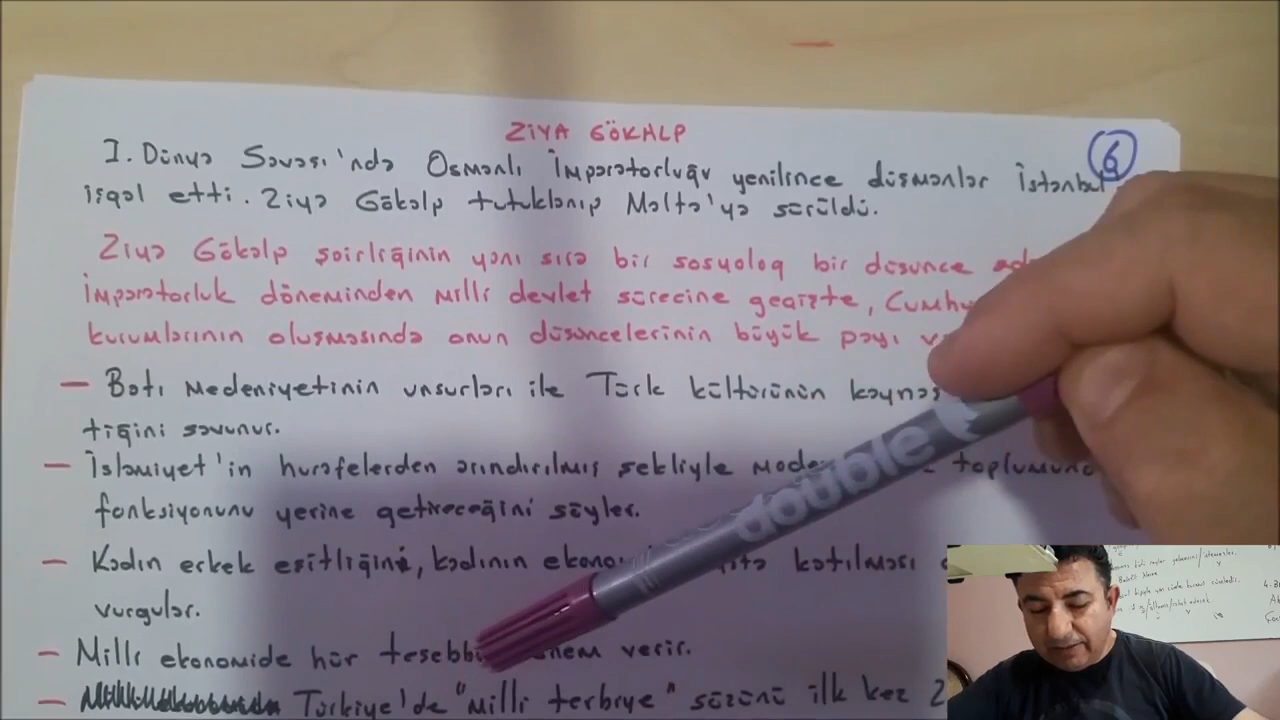 ZİYA GÖKALP
6
I. Dünya Savaşı'nda Osmanlı İmparatorluğu yenilince düşmanlar İstanbul
işgal etti. Ziya Gökalp tutuklanıp Malta'ya sürüldü.
Ziya Gökalp şairliğinin yanı sıra bir sosyolog bir düşünce
İmparatorluk döneminden milli devlet sürecine geçişte,
kurumlarının oluşmasında onun düşüncelerinin büyük payı
- Batı medeniyetinin unsurları ile Türk kültürünün
tiğini savunur.
- İslamiyet'in hurafelerden arındırılmış şekliyle
fonksiyonunu yerine getireceğini söyler.
- Kadın erkek eşitliğini, kadının katılması
vurgular.
- Milli ekonomide hür verir.
- Türkiye'de "Milli terbiye" sözünü ilk kez
double